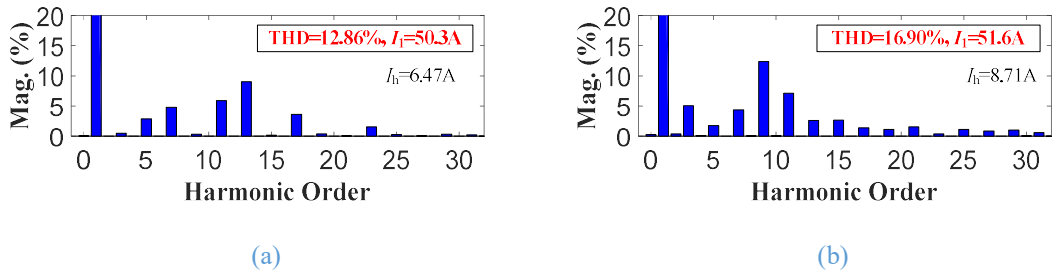 Mag. (%)
20
15
10
5
0
THD=12.86%, I1=50.3A
Ih=6.47A
0 5 10 15 20 25 30
Harmonic Order
(a)
Mag. (%)
20
15
10
5
0
THD=16.90%, I1=51.6A
Ih=8.71A
0 5 10 15 20 25 30
Harmonic Order
(b)